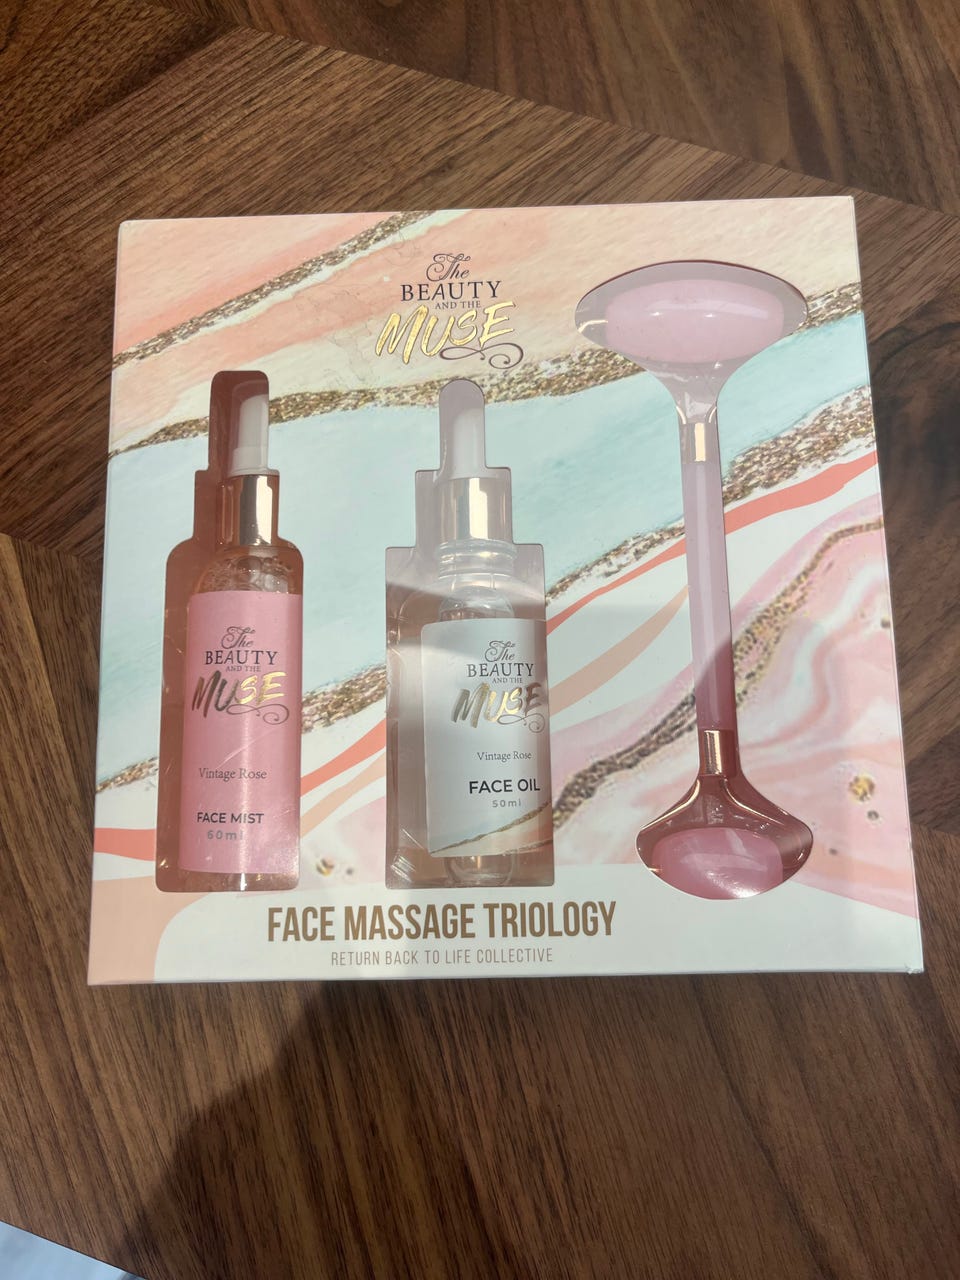 The
BEAUTY
AND THE
MUSE
The
BEAUTY
AND THE
MUSE
Vintage Rose
FACE MIST
60ml
The
BEAUTY
AND THE
MUSE
Vintage Rose
FACE OIL
50ml
FACE MASSAGE TRIOLOGY
RETURN BACK TO LIFE COLLECTIVE